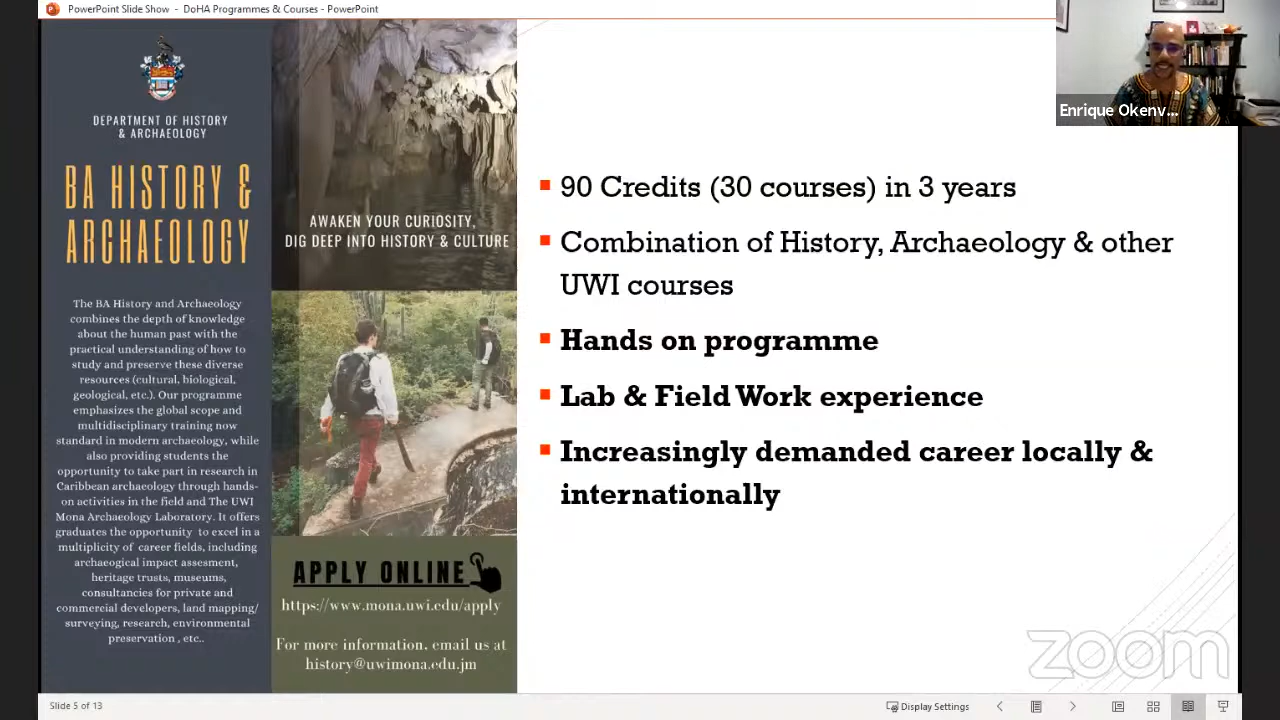 PowerPoint Slide Show - DoHA Programmes & Courses - PowerPoint
Enrique Okenv...
DEPARTMENT OF HISTORY
& ARCHAEOLOGY
BA HISTORY &
ARCHAEOLOGY
The BA History and Archaeology
combines the depth of knowledge
about the human past with the
practical understanding of how to
study and preserve these diverse
resources (cultural, biological,
geological, etc.). Our programme
emphasizes the global scope and
multidisciplinary training now
standard in modern archaeology, while
also providing students the
opportunity to take part in research in
Caribbean archaeology through hands-
on activities in the field and The UWI
Mona Archaeology Laboratory. It offers
graduates the opportunity to excel in a
multiplicity of career fields, including
archaeogical impact assesment,
heritage trusts, museums,
consultancies for private and
commercial developers, land mapping/
surveying, research, environmental
preservation , etc..
AWAKEN YOUR CURIOSITY,
DIG DEEP INTO HISTORY & CULTURE
APPLY ONLINE
https://www.mona.uwi.edu/apply
For more information, email us at
history@uwimona.edu.jm
90 Credits (30 courses) in 3 years
Combination of History, Archaeology & other
UWI courses
Hands on programme
Lab & Field Work experience
Increasingly demanded career locally &
internationally
zoom
Slide 5 of 13
Display Settings